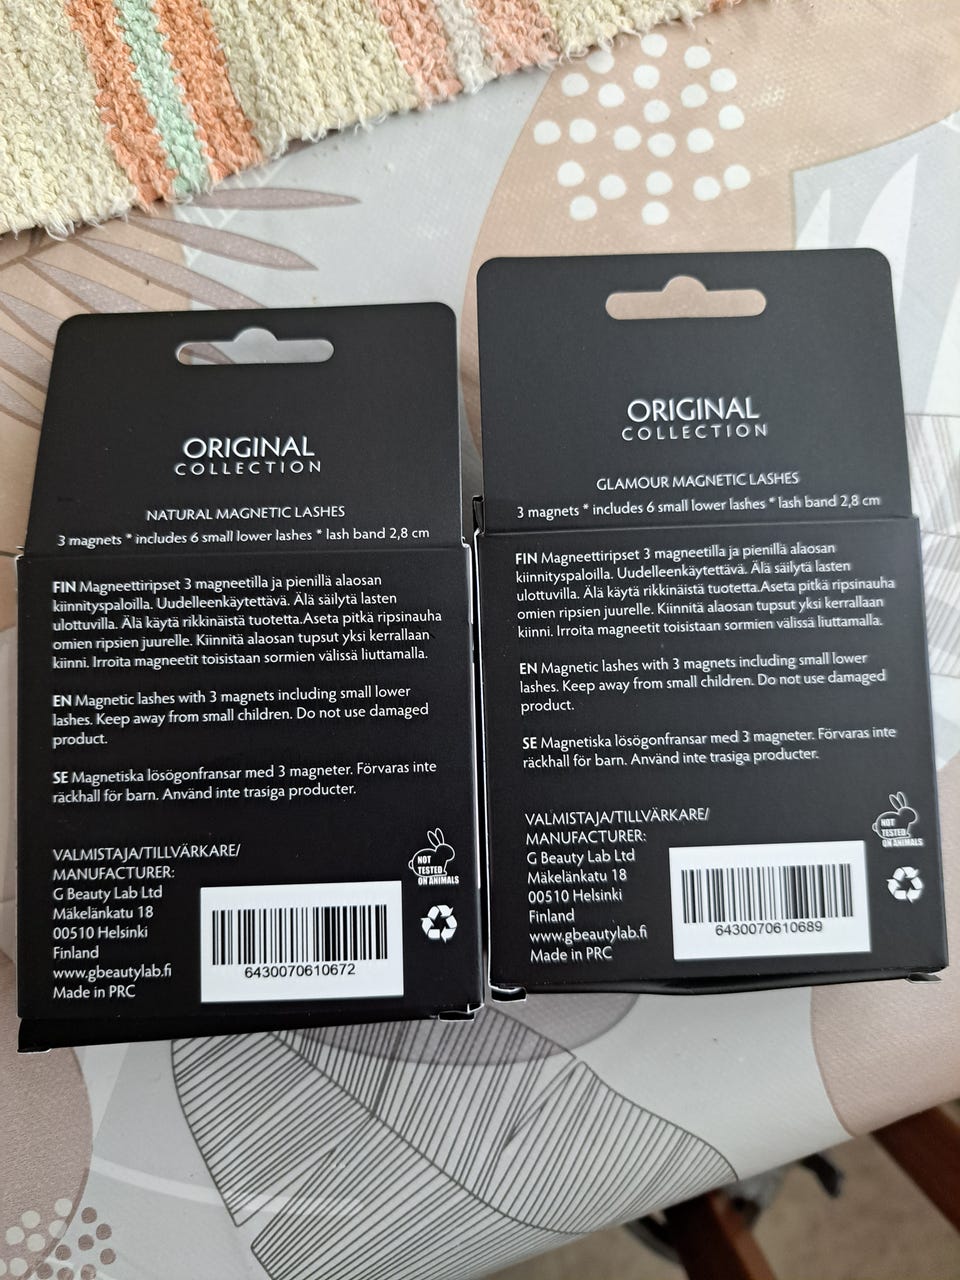 ORIGINAL
COLLECTION
NATURAL MAGNETIC LASHES
3 magnets * includes 6 small lower lashes * lash band 2,8 cm
FIN Magneettiripset 3 magneetilla ja pienillä alaosan
kiinnityspaloilla. Uudelleenkäytettävä. Älä säilytä lasten
ulottuvilla. Älä käytä rikkinäistä tuotetta.Aseta pitkä ripsinauha
omien ripsien juurelle. Kiinnitä alaosan tupsut yksi kerrallaan
kiinni. Irroita magneetit toisistaan sormien välissä liuttamalla.
EN Magnetic lashes with 3 magnets including small lower
lashes. Keep away from small children. Do not use damaged
product.
SE Magnetiska lösögonfransar med 3 magneter. Förvaras inte
räckhall för barn. Använd inte trasiga producter.
VALMISTAJA/TILLVÄRKARE/
MANUFACTURER:
G Beauty Lab Ltd
Mäkelänkatu 18
00510 Helsinki
Finland
www.gbeautylab.fi
Made in PRC
NOT
TESTED
ON ANIMALS
6430070610672
ORIGINAL
COLLECTION
GLAMOUR MAGNETIC LASHES
3 magnets * includes 6 small lower lashes * lash band 2,8 cm
FIN Magneettiripset 3 magneetilla ja pienillä alaosan
kiinnityspaloilla. Uudelleenkäytettävä. Älä säilytä lasten
ulottuvilla. Älä käytä rikkinäistä tuotetta.Aseta pitkä ripsinauha
omien ripsien juurelle. Kiinnitä alaosan tupsut yksi kerrallaan
kiinni. Irroita magneetit toisistaan sormien välissä liuttamalla.
EN Magnetic lashes with 3 magnets including small lower
lashes. Keep away from small children. Do not use damaged
product.
SE Magnetiska lösögonfransar med 3 magneter. Förvaras inte
räckhall för barn. Använd inte trasiga producter.
VALMISTAJA/TILLVÄRKARE/
MANUFACTURER:
G Beauty Lab Ltd
Mäkelänkatu 18
00510 Helsinki
Finland
www.gbeautylab.fi
Made in PRC
NOT
TESTED
ON ANIMALS
6430070610689